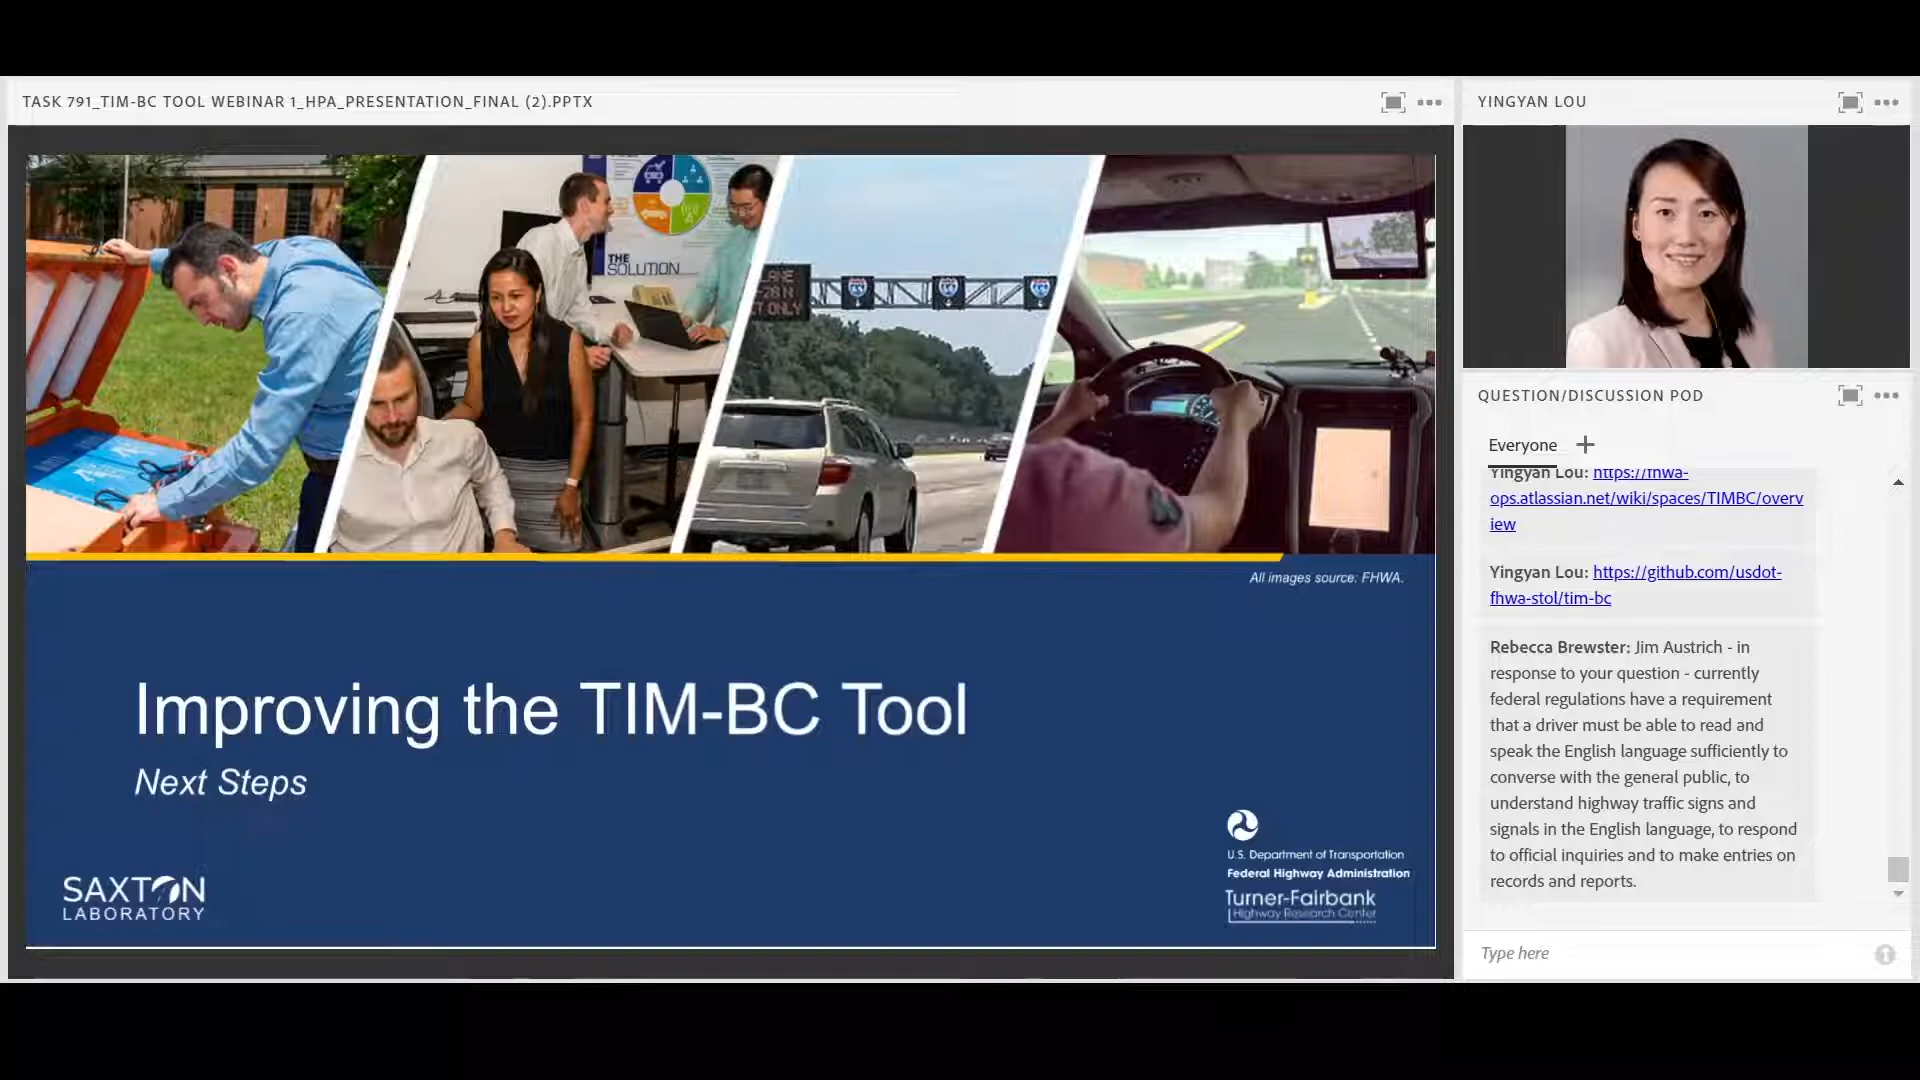 TASK 791_TIM-BC TOOL WEBINAR 1_HPA_PRESENTATION_FINAL (2).PPTX
THE
SOLUTION
All images source: FHWA.
Improving the TIM-BC Tool
Next Steps
SAXTON
LABORATORY
U.S. Department of Transportation
Federal Highway Administration
Turner-Fairbank
Highway Research Center
YINGYAN LOU
QUESTION/DISCUSSION POD
Everyone
Yingyan Lou: https://fhwa-
ops.atlassian.net/wiki/spaces/TIMBC/overv
iew
Yingyan Lou: https://github.com/usdot-
fhwa-stol/tim-bc
Rebecca Brewster: Jim Austrich - in
response to your question - currently
federal regulations have a requirement
that a driver must be able to read and
speak the English language sufficiently to
converse with the general public, to
understand highway traffic signs and
signals in the English language, to respond
to official inquiries and to make entries on
records and reports.
Type here